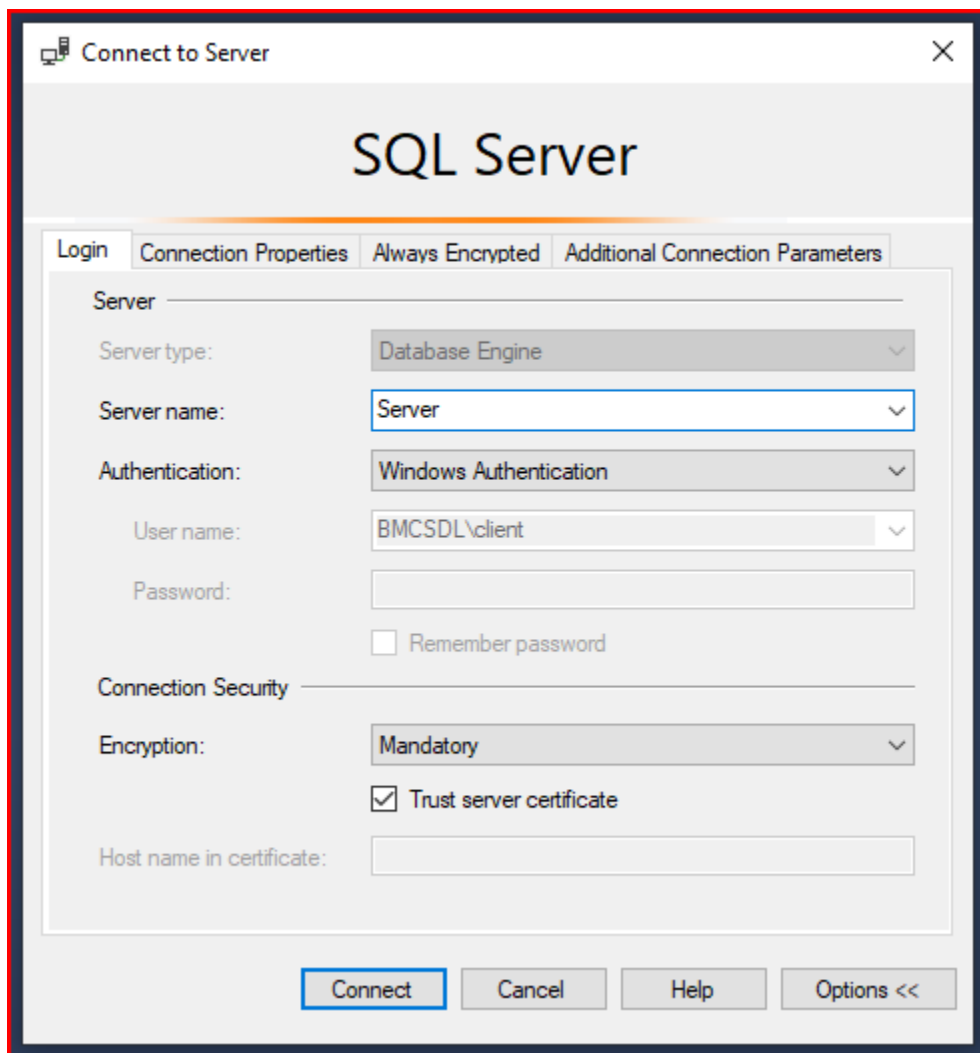 Connect to Server
SQL Server
Login Connection Properties Always Encrypted Additional Connection Parameters
Server
Server type: Database Engine
Server name: Server
Authentication: Windows Authentication
User name: BMCSDL\client
Password:
Remember password
Connection Security
Encryption: Mandatory
Trust server certificate
Host name in certificate:
Connect Cancel Help Options <<